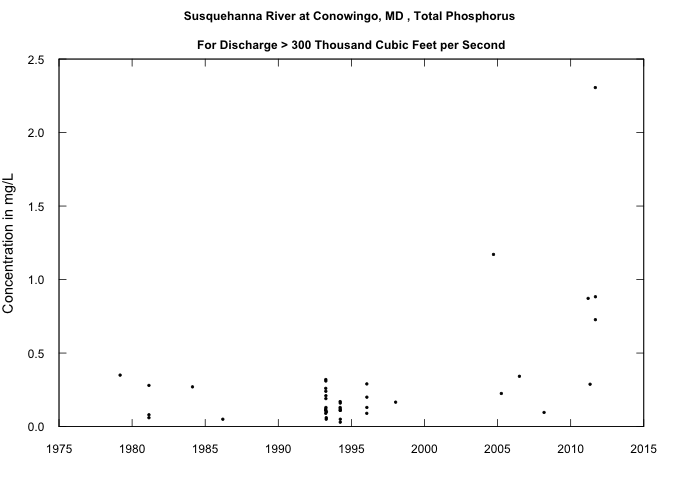 Susquehanna River at Conowingo, MD , Total Phosphorus
For Discharge > 300 Thousand Cubic Feet per Second
Concentration in mg/L
2.5
2.0
1.5
1.0
0.5
0.0
1975 1980 1985 1990 1995 2000 2005 2010 2015